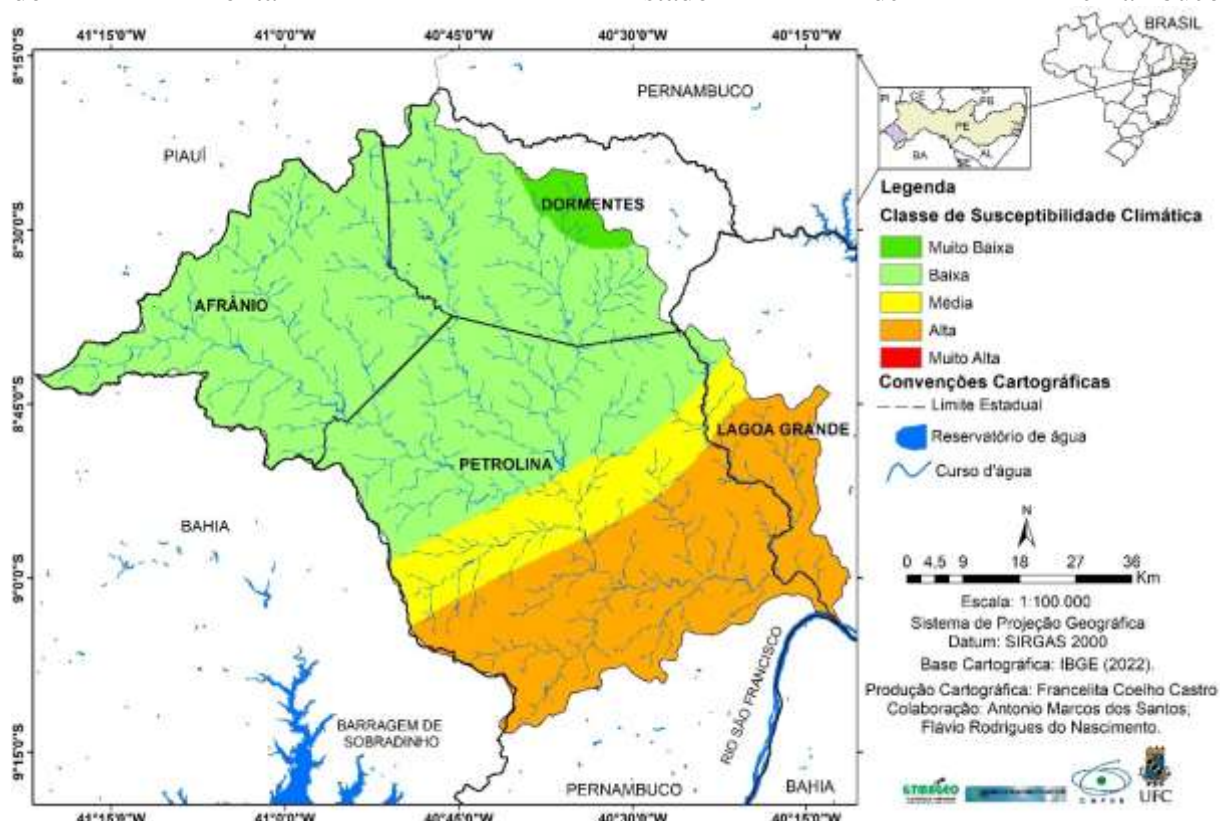 41°15'0"W 41°0'0"W 40°45'0"W 40°30'0"W 40°15'0"W
BRASIL
8°15'0"S
PERNAMBUCO
PI CE PB
PE
BA AL
SE
PIAUÍ
Legenda
Classe de Susceptibilidade Climática
Muito Baixa
Baixa
Média
Alta
Muito Alta
DORMENTES
8°30'0"S
AFRÂNIO
Convenções Cartográficas
Limite Estadual
Reservatório de água
Curso d'água
8°45'0"S
LAGOA GRANDE
PETROLINA
BAHIA
N
0 4,5 9 18 27 36
Km
9°0'0"S
Escala: 1:100.000
Sistema de Projeção Geográfica
Datum: SIRGAS 2000
Base Cartográfica: IBGE (2022).
Produção Cartográfica: Francelita Coelho Castro
Colaboração: Antonio Marcos dos Santos,
Flávio Rodrigues do Nascimento.
RIO SÃO FRANCISCO
BARRAGEM DE
SOBRADINHO
9°15'0"S
PERNAMBUCO
BAHIA
UFC
41°15'0"W 41°0'0"W 40°45'0"W 40°30'0"W 40°15'0"W